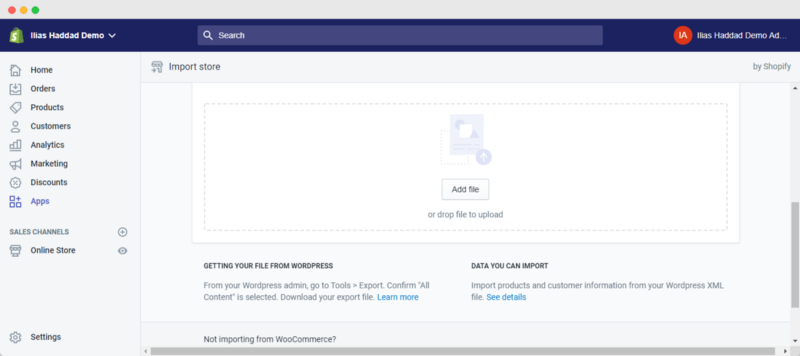 Ilias Haddad Demo
Search
IA
Ilias Haddad Demo Ad...
Home
Orders
Products
Customers
Analytics
Marketing
Discounts
Apps
SALES CHANNELS
Online Store
Settings
Import store
by Shopify
Add file
or drop file to upload
GETTING YOUR FILE FROM WORDPRESS
From your Wordpress admin, go to Tools > Export. Confirm "All
Content" is selected. Download your export file. Learn more
DATA YOU CAN IMPORT
Import products and customer information from your Wordpress XML
file. See details
Not importing from WooCommerce?